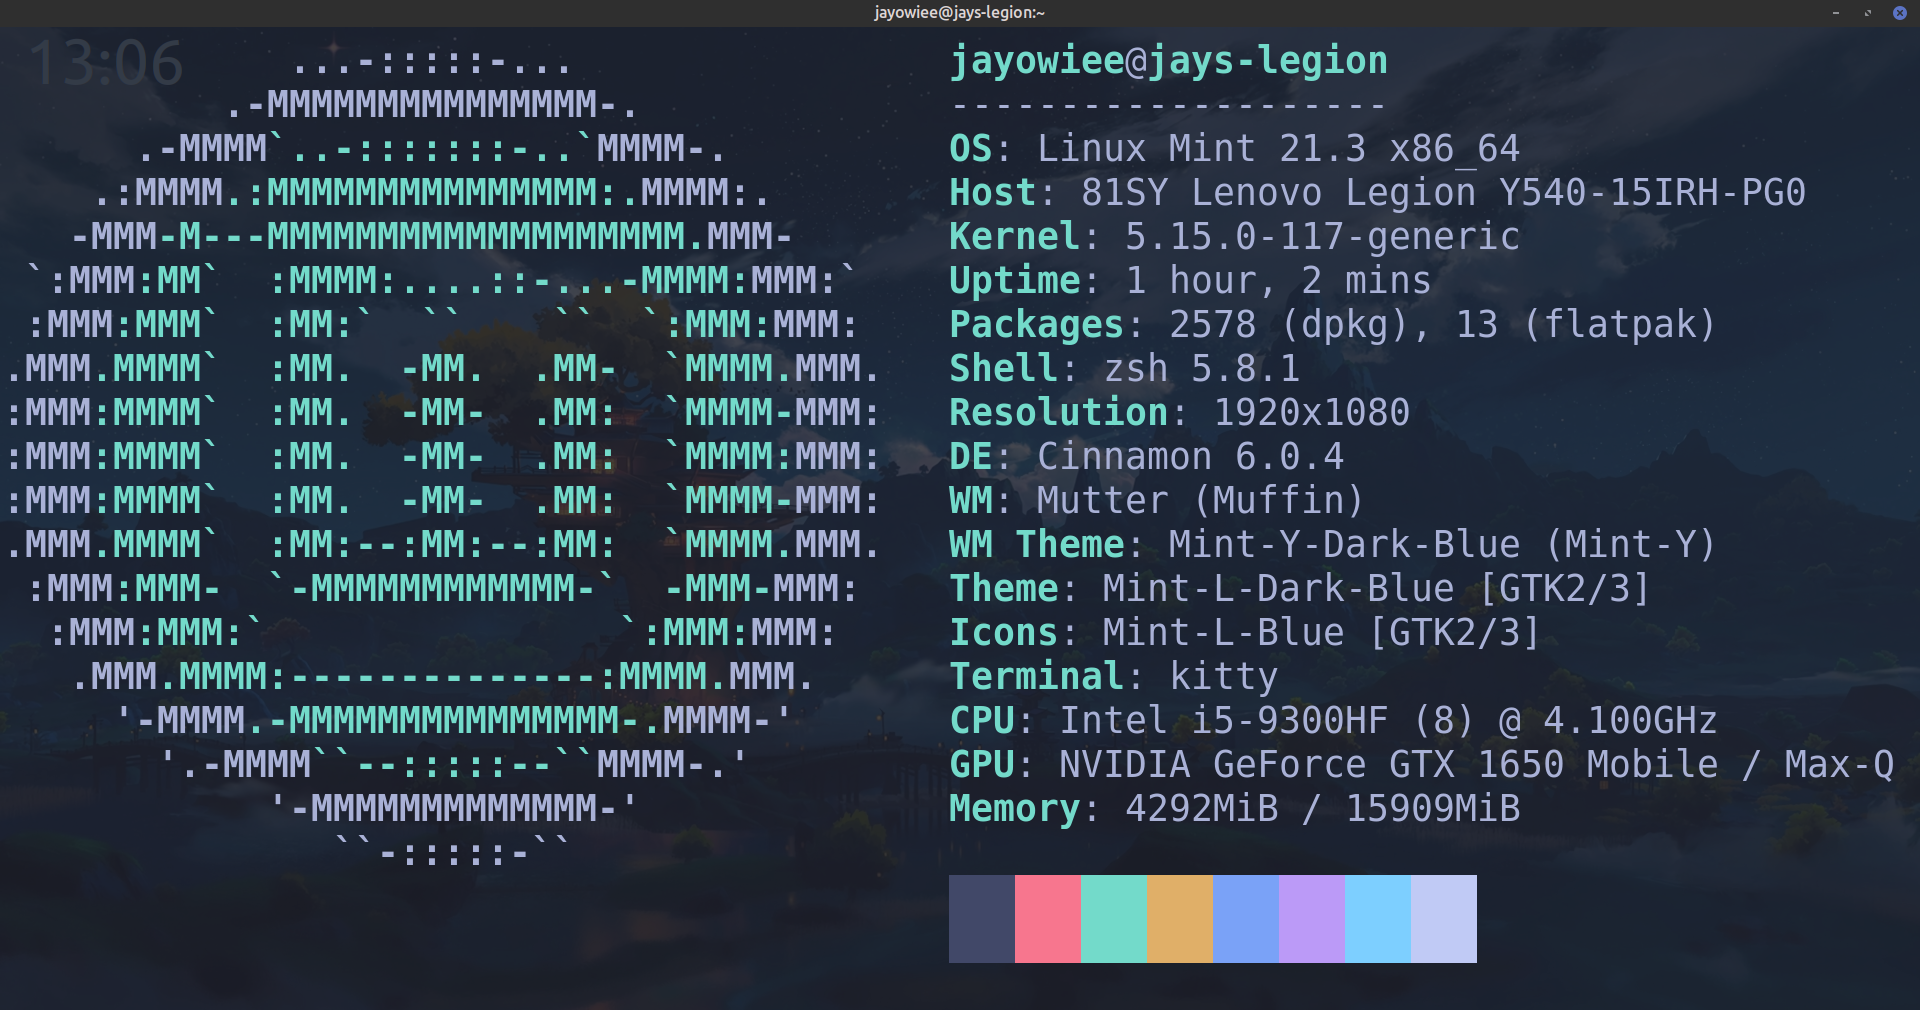 jayowiee@jays-legion:~
13:06
...-:::::-...
.-MMMMMMMMMMMMMMM-.
.-MMMM`..-:::::::-..`MMMM-.
.:MMMM.:MMMMMMMMMMMMMMM:.MMMM:.
-MMM-M---MMMMMMMMMMMMMMMMMMM.MMM-
`:MMM:MM`  :MMMM:....::-...-MMMM:MMM:`
:MMM:MMM`  :MM:`  ``    ``  `:MMM:MMM:
.MMM.MMMM`  :MM.  -MM.  .MM-  `MMMM.MMM.
:MMM:MMMM`  :MM.  -MM-  .MM:  `MMMM-MMM:
:MMM:MMMM`  :MM.  -MM-  .MM:  `MMMM:MMM:
:MMM:MMMM`  :MM.  -MM-  .MM:  `MMMM-MMM:
.MMM.MMMM`  :MM:--:MM:--:MM:  `MMMM.MMM.
:MMM:MMM-  `-MMMMMMMMMMMM-`  -MMM-MMM:
:MMM:MMM:`                `:MMM:MMM:
.MMM.MMMM:--------------:MMMM.MMM.
'-MMMM.-MMMMMMMMMMMMMMM-.MMMM-'
'.-MMMM``--:::::--``MMMM-.'
'-MMMMMMMMMMMMM-'
``-:::::-``
jayowiee@jays-legion
--------------------
OS: Linux Mint 21.3 x86_64
Host: 81SY Lenovo Legion Y540-15IRH-PG0
Kernel: 5.15.0-117-generic
Uptime: 1 hour, 2 mins
Packages: 2578 (dpkg), 13 (flatpak)
Shell: zsh 5.8.1
Resolution: 1920x1080
DE: Cinnamon 6.0.4
WM: Mutter (Muffin)
WM Theme: Mint-Y-Dark-Blue (Mint-Y)
Theme: Mint-L-Dark-Blue [GTK2/3]
Icons: Mint-L-Blue [GTK2/3]
Terminal: kitty
CPU: Intel i5-9300HF (8) @ 4.100GHz
GPU: NVIDIA GeForce GTX 1650 Mobile / Max-Q
Memory: 4292MiB / 15909MiB